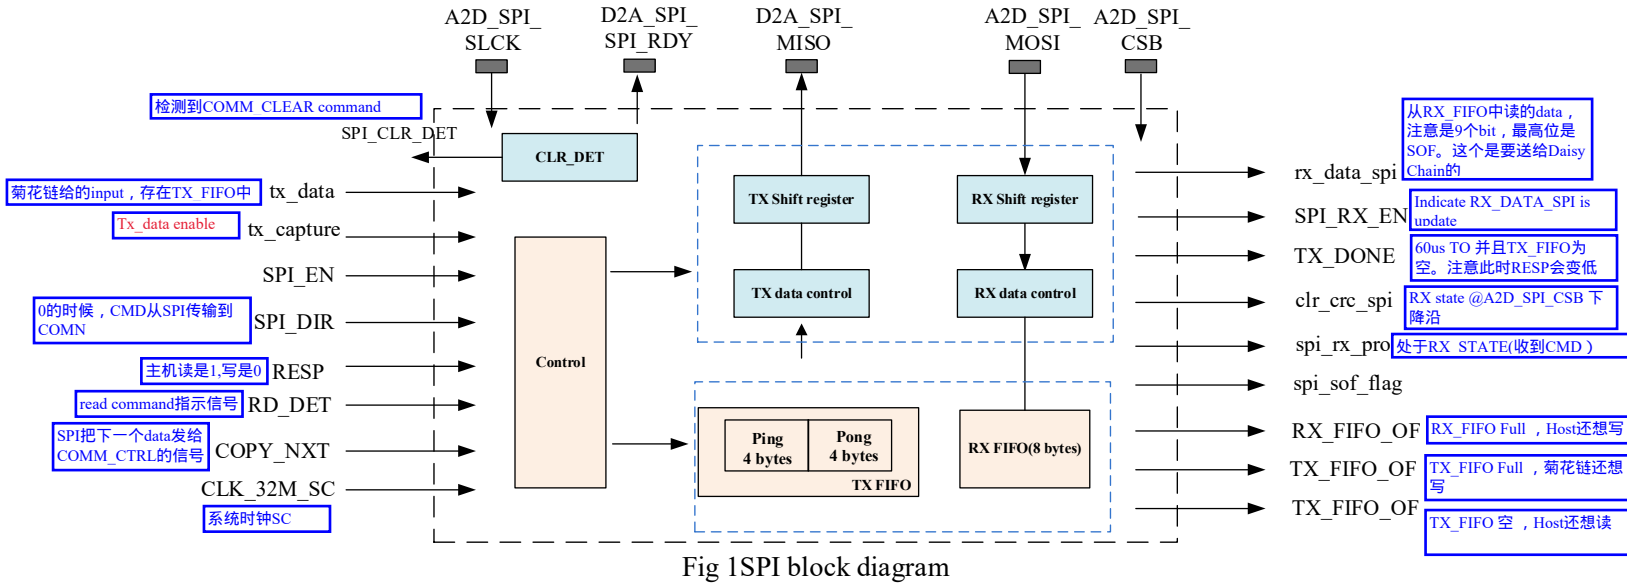 A2D_SPI_
SLCK
D2A_SPI_
SPI_RDY
D2A_SPI_
MISO
A2D_SPI_
MOSI
A2D_SPI_
CSB
检测到COMM_CLEAR command
SPI_CLR_DET
CLR_DET
菊花链给的input，存在TX_FIFO中
tx_data
Tx_data enable
tx_capture
SPI_EN
0的时候，CMD从SPI传输到
COMN
SPI_DIR
主机读是1,写是0
RESP
read command指示信号
RD_DET
SPI把下一个data发给
COMM_CTRL的信号
COPY_NXT
CLK_32M_SC
系统时钟SC
Control
TX Shift register
TX data control
RX Shift register
RX data control
Ping
4 bytes
Pong
4 bytes
TX FIFO
RX FIFO(8 bytes)
从RX_FIFO中读的data，
注意是9个bit，最高位是
SOF。这个是要送给Daisy
Chain的
rx_data_spi
SPI_RX_EN
Indicate RX_DATA_SPI is
update
TX_DONE
60us TO 并且TX_FIFO为
空。注意此时RESP会变低
clr_crc_spi
RX state @A2D_SPI_CSB 下
降沿
spi_rx_pro
处于RX_STATE(收到CMD）
spi_sof_flag
RX_FIFO_OF
RX_FIFO Full ，Host还想写
TX_FIFO_OF
TX_FIFO Full ，菊花链还想
写
TX_FIFO_OF
TX_FIFO 空 ，Host还想读
Fig 1SPI block diagram